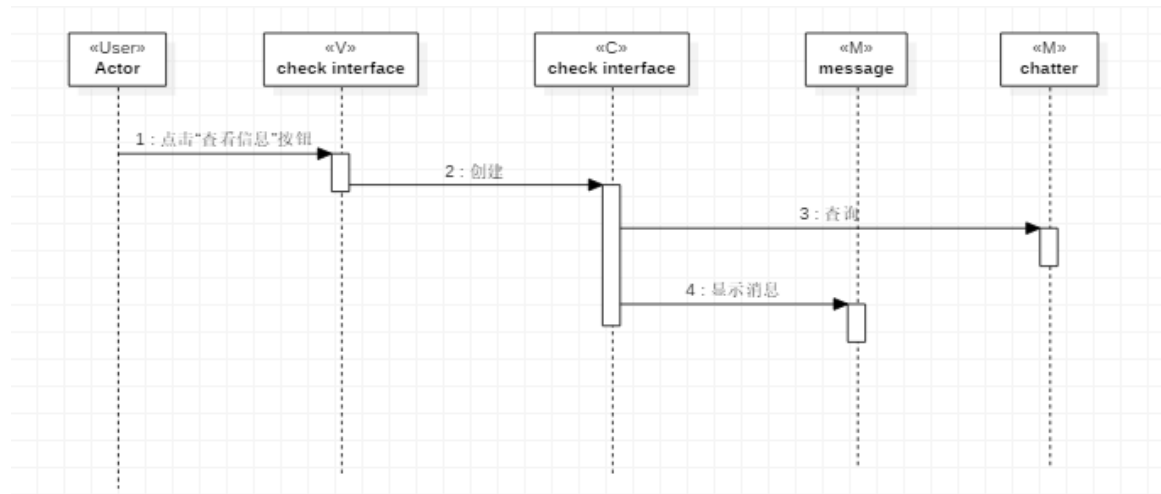 «User»
Actor
«V»
check interface
«C»
check interface
«M»
message
«M»
chatter
1 : 点击“查看信息”按钮
2 : 创建
3 : 查询
4 : 显示消息